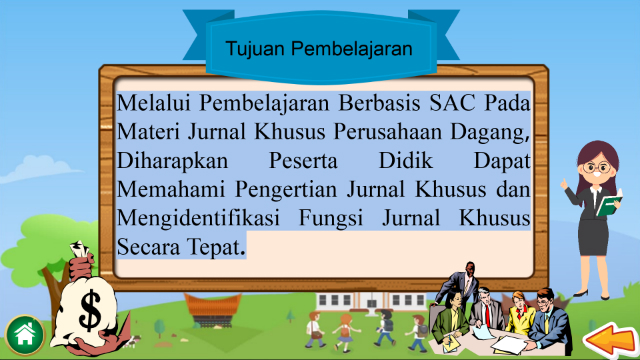 Tujuan Pembelajaran
Melalui Pembelajaran Berbasis SAC Pada
Materi Jurnal Khusus Perusahaan Dagang,
Diharapkan Peserta Didik Dapat
Memahami Pengertian Jurnal Khusus dan
Mengidentifikasi Fungsi Jurnal Khusus
Secara Tepat.
$